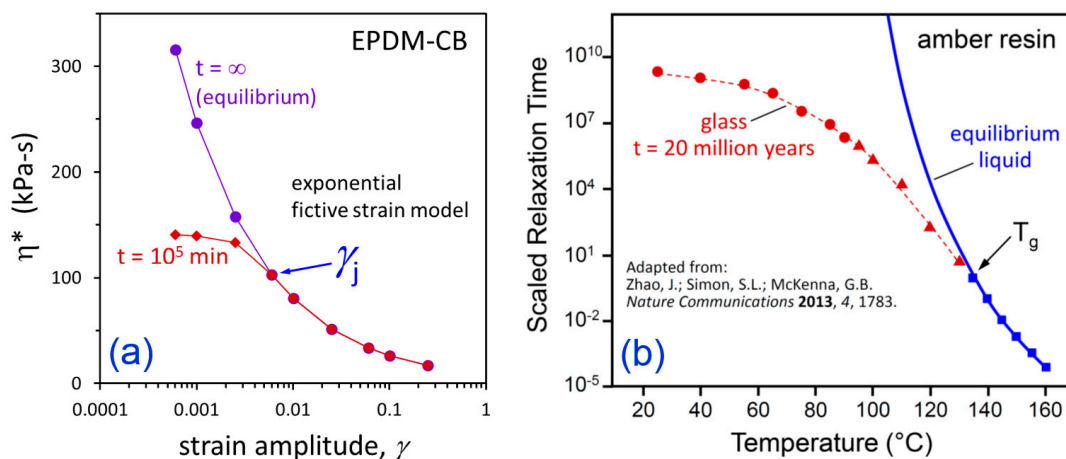 EPDM-CB
300
200
100
0
η* (kPa-s)
t = ∞
(equilibrium)
exponential
fictive strain model
t = 10⁵ min
γj
(a)
0.0001 0.001 0.01 0.1 1
strain amplitude, γ
amber resin
10¹⁰
10⁷
10⁴
10¹
10⁻²
10⁻⁵
Scaled Relaxation Time
glass
t = 20 million years
equilibrium
liquid
Tg
Adapted from:
Zhao, J.; Simon, S.L.; McKenna, G.B.
Nature Communications 2013, 4, 1783.
(b)
20 40 60 80 100 120 140 160
Temperature (°C)